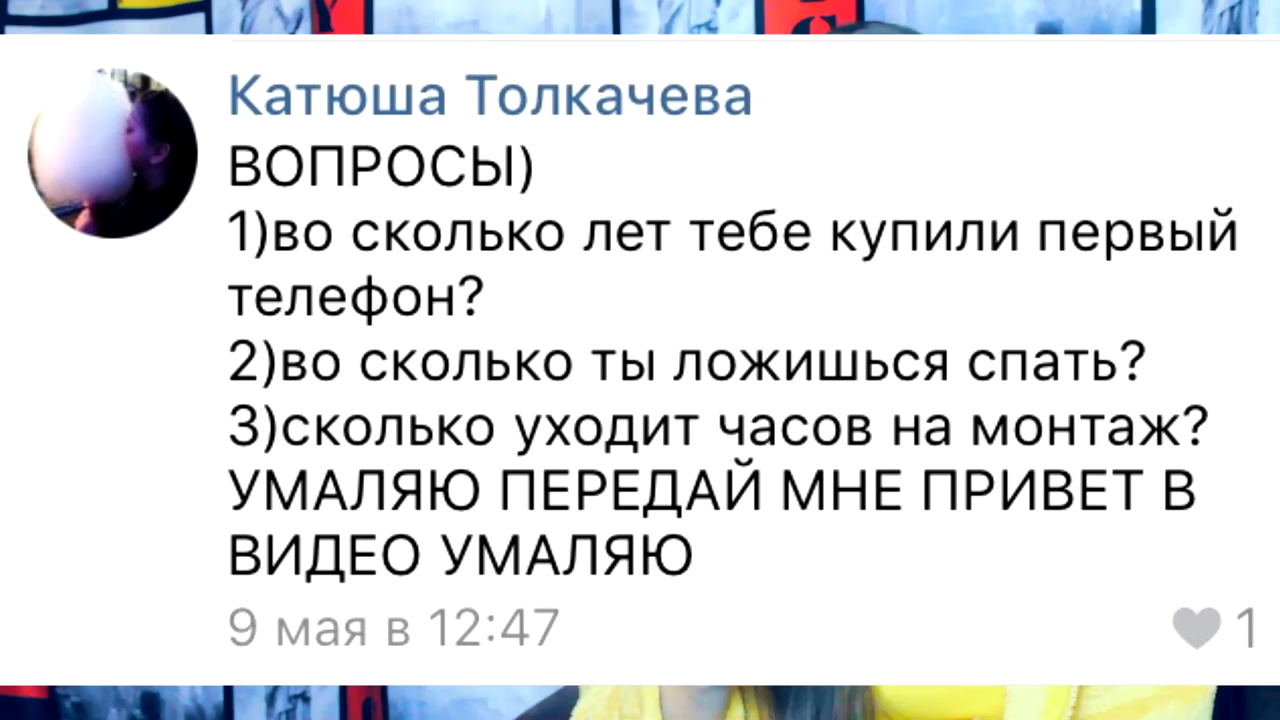 Катюша Толкачева
ВОПРОСЫ)
1)во сколько лет тебе купили первый
телефон?
2)во сколько ты ложишься спать?
3)сколько уходит часов на монтаж?
УМАЛЯЮ ПЕРЕДАЙ МНЕ ПРИВЕТ В
ВИДЕО УМАЛЯЮ
9 мая в 12:47
1